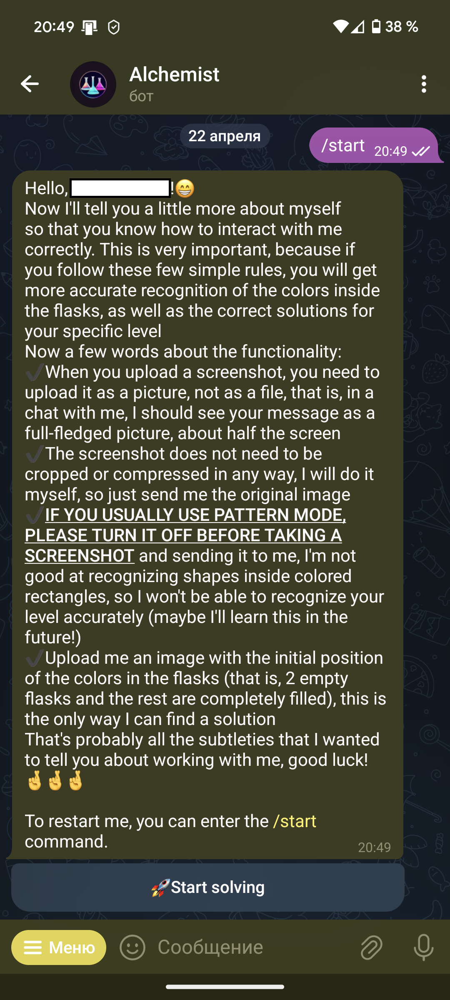 20:49
38 %
Alchemist
бот
22 апреля
/start 20:49
Hello, !😁
Now I'll tell you a little more about myself
so that you know how to interact with me
correctly. This is very important, because if
you follow these few simple rules, you will get
more accurate recognition of the colors inside
the flasks, as well as the correct solutions for
your specific level
Now a few words about the functionality:
✔️When you upload a screenshot, you need to
upload it as a picture, not as a file, that is, in a
chat with me, I should see your message as a
full-fledged picture, about half the screen
✔️The screenshot does not need to be
cropped or compressed in any way, I will do it
myself, so just send me the original image
✔️IF YOU USUALLY USE PATTERN MODE,
PLEASE TURN IT OFF BEFORE TAKING A
SCREENSHOT and sending it to me, I'm not
good at recognizing shapes inside colored
rectangles, so I won't be able to recognize your
level accurately (maybe I'll learn this in the
future!)
✔️Upload me an image with the initial position
of the colors in the flasks (that is, 2 empty
flasks and the rest are completely filled), this is
the only way I can find a solution
That's probably all the subtleties that I wanted
to tell you about working with me, good luck!
🤞🤞🤞
To restart me, you can enter the /start
command.
20:49
🚀Start solving
Меню
Сообщение